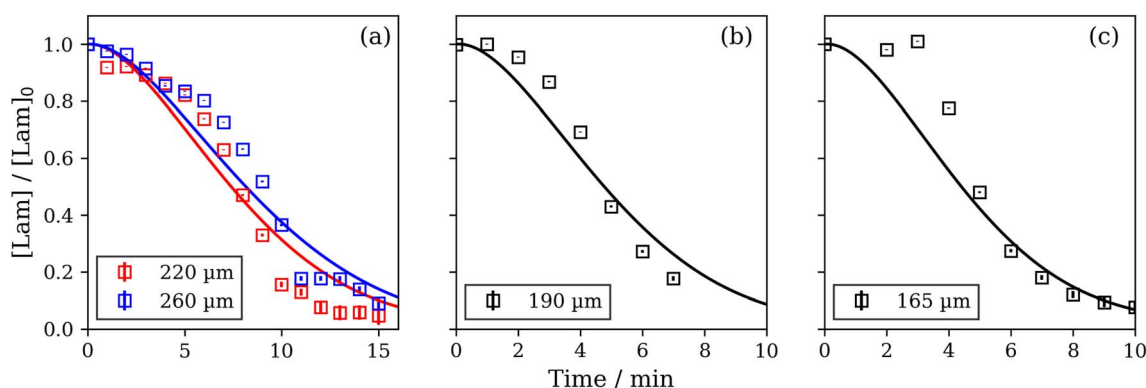 (a)
(b)
(c)
[Lam] / [Lam]₀
1.0
0.8
0.6
0.4
0.2
0.0
220 μm
260 μm
190 μm
165 μm
0 5 10 15
0 2 4 6 8 10
0 2 4 6 8 10
Time / min